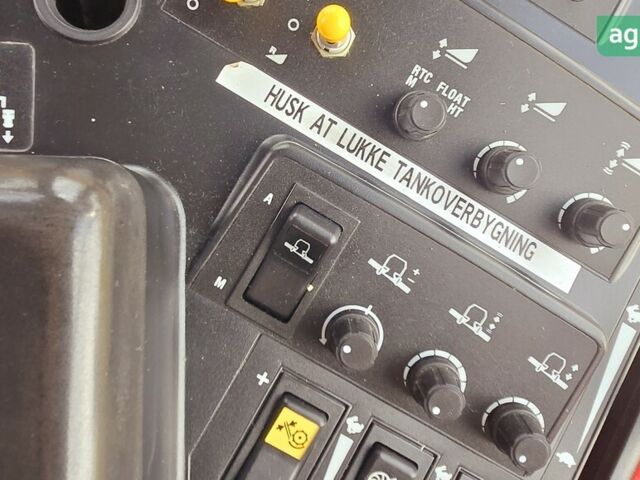 ag
R
RTC FLOAT
M HT
HUSK AT LUKKE TANKOVERBYGNING
A
M